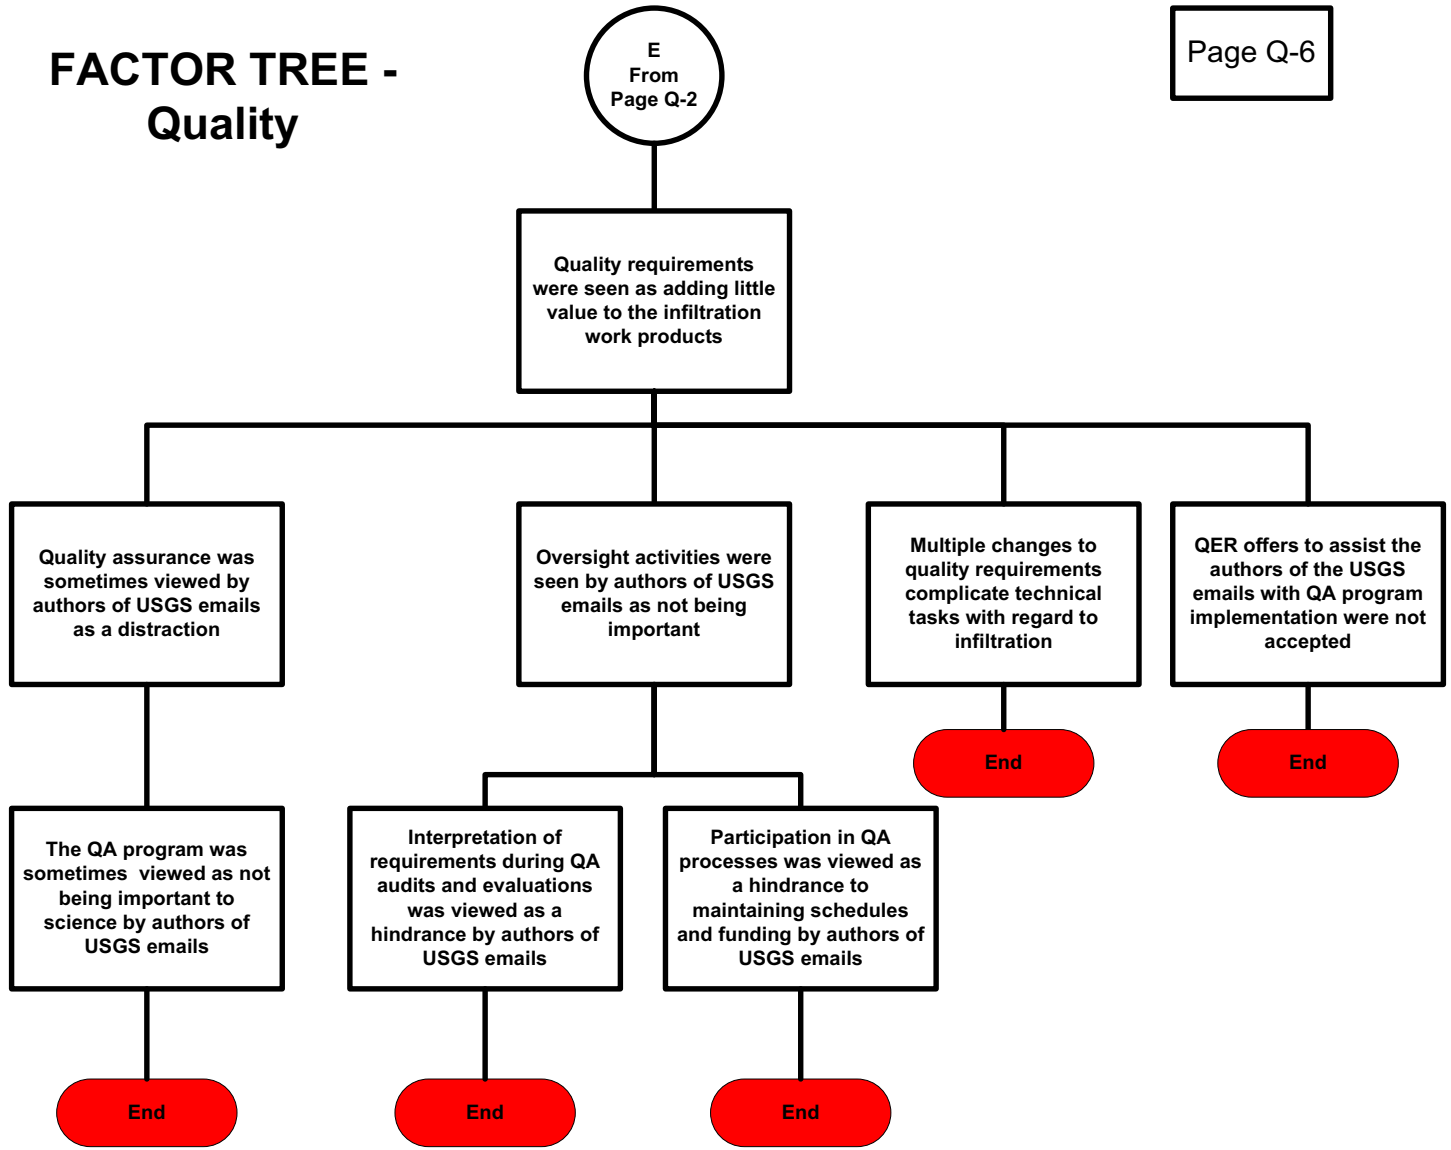 FACTOR TREE -
Quality
E
From
Page Q-2
Page Q-6
Quality requirements
were seen as adding little
value to the infiltration
work products
Quality assurance was
sometimes viewed by
authors of USGS emails
as a distraction
Oversight activities were
seen by authors of USGS
emails as not being
important
Multiple changes to
quality requirements
complicate technical
tasks with regard to
infiltration
QER offers to assist the
authors of the USGS
emails with QA program
implementation were not
accepted
End
End
The QA program was
sometimes  viewed as not
being important to
science by authors of
USGS emails
Interpretation of
requirements during QA
audits and evaluations
was viewed as a
hindrance by authors of
USGS emails
Participation in QA
processes was viewed as
a hindrance to
maintaining schedules
and funding by authors of
USGS emails
End
End
End